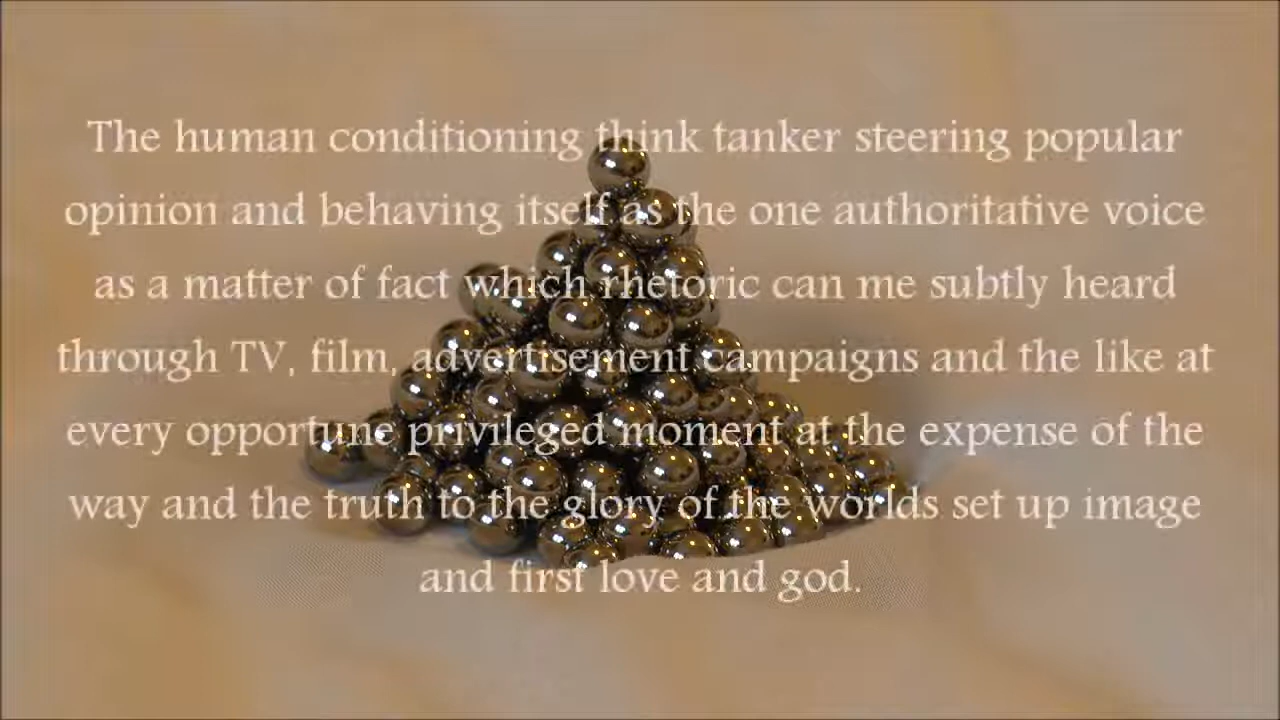 The human conditioning think tanker steering popular
opinion and behaving itself as the one authoritative voice
as a matter of fact which rhetoric can me subtly heard
through TV, film, advertisement campaigns and the like at
every opportune privileged moment at the expense of the
way and the truth to the glory of the worlds set up image
and first love and god.